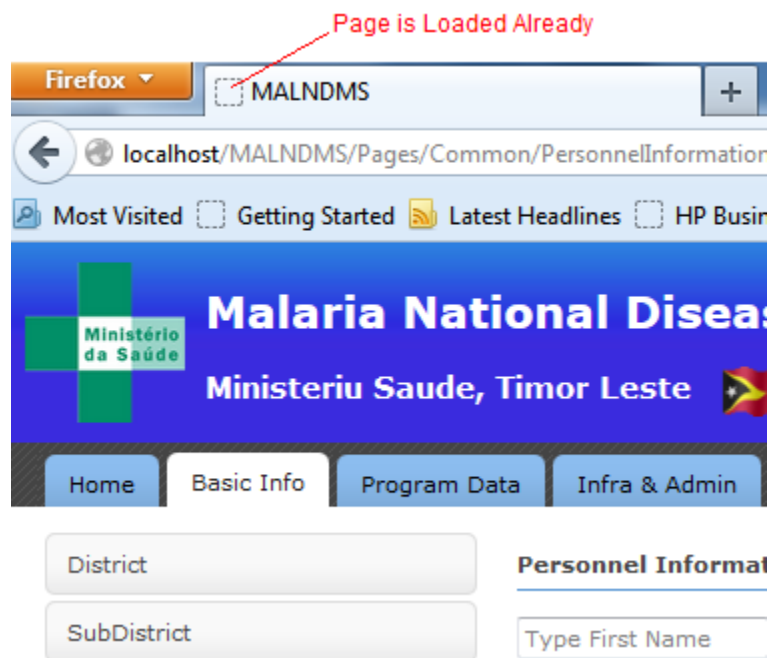 Page is Loaded Already
Firefox
MALNDMS
+
localhost/MALNDMS/Pages/Common/PersonnelInformation
Most Visited Getting Started Latest Headlines HP Busin
Malaria National Diseas
Ministério
da Saúde
Ministeriu Saude, Timor Leste
Home Basic Info Program Data Infra & Admin
District
Personnel Informat
SubDistrict
Type First Name